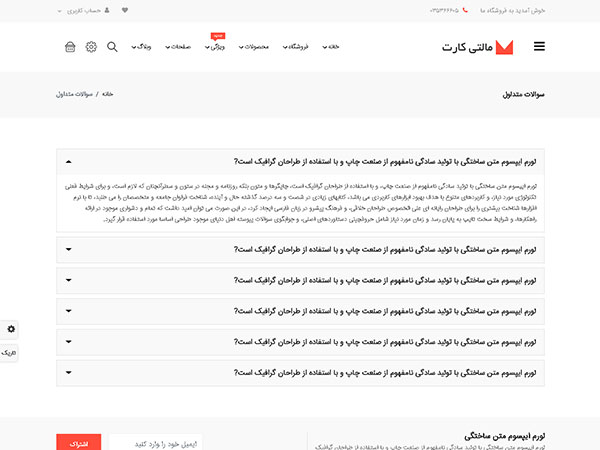 خوش آمدید به فروشگاه ما
حساب کاربری
مالتی کارت
خانه
فروشگاه
محصولات
ویژگی
صفحات
وبلاگ
سوالات متداول
خانه / سوالات متداول
لورم ایپسوم متن ساختگی با تولید سادگی نامفهوم از صنعت چاپ و با استفاده از طراحان گرافیک است؟
لورم ایپسوم متن ساختگی با تولید سادگی نامفهوم از صنعت چاپ، و با استفاده از طراحان گرافیک است، چاپگرها و متون بلکه روزنامه و مجله در ستون و سطرآنچنان که لازم است، و برای شرایط فعلی
تکنولوژی مورد نیاز، و کاربردهای متنوع با هدف بهبود ابزارهای کاربردی می باشد، کتابهای زیادی در شصت و سه درصد گذشته حال و آینده، شناخت فراوان جامعه و متخصصان را می طلبد، تا با نرم
افزارها شناخت بیشتری را برای طراحان رایانه ای علی الخصوص طراحان خلاقی، و فرهنگ پیشرو در زبان فارسی ایجاد کرد، در این صورت می توان امید داشت که تمام و دشواری موجود در ارائه
راهکارها، و شرایط سخت تایپ به پایان رسد و زمان مورد نیاز شامل حروفچینی دستاوردهای اصلی، و جوابگوی سوالات پیوسته اهل دنیای موجود طراحی اساسا مورد استفاده قرار گیرد.
لورم ایپسوم متن ساختگی با تولید سادگی نامفهوم از صنعت چاپ و با استفاده از طراحان گرافیک است؟
لورم ایپسوم متن ساختگی با تولید سادگی نامفهوم از صنعت چاپ و با استفاده از طراحان گرافیک است؟
لورم ایپسوم متن ساختگی با تولید سادگی نامفهوم از صنعت چاپ و با استفاده از طراحان گرافیک است؟
لورم ایپسوم متن ساختگی با تولید سادگی نامفهوم از صنعت چاپ و با استفاده از طراحان گرافیک است؟
لورم ایپسوم متن ساختگی با تولید سادگی نامفهوم از صنعت چاپ و با استفاده از طراحان گرافیک است؟
تاریک
لورم ایپسوم متن ساختگی
لورم ایپسوم متن ساختگی با تولید سادگی نامفهوم از صنعت چاپ و با استفاده از طراحان گرافیک
ایمیل خود را وارد کنید
اشتراک